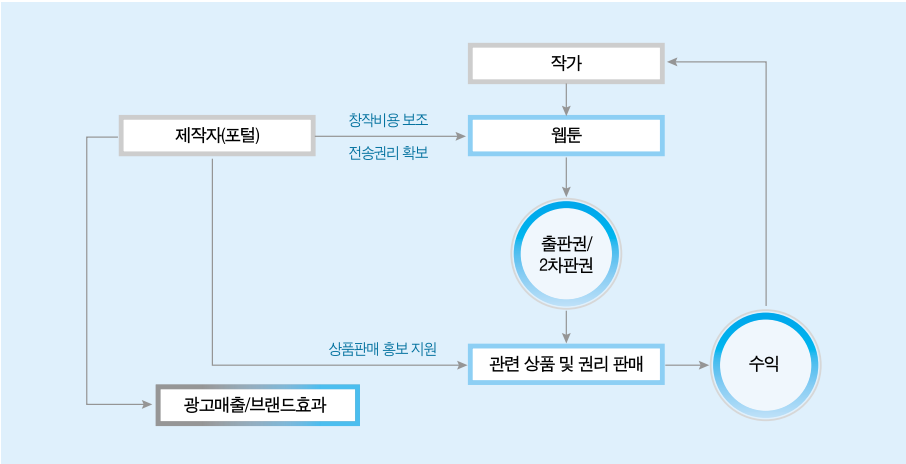 작가
창작비용 보조
제작자(포털)
웹툰
전송권리 확보
출판권/
2차판권
상품판매 홍보 지원
관련 상품 및 권리 판매
수익
광고매출/브랜드효과